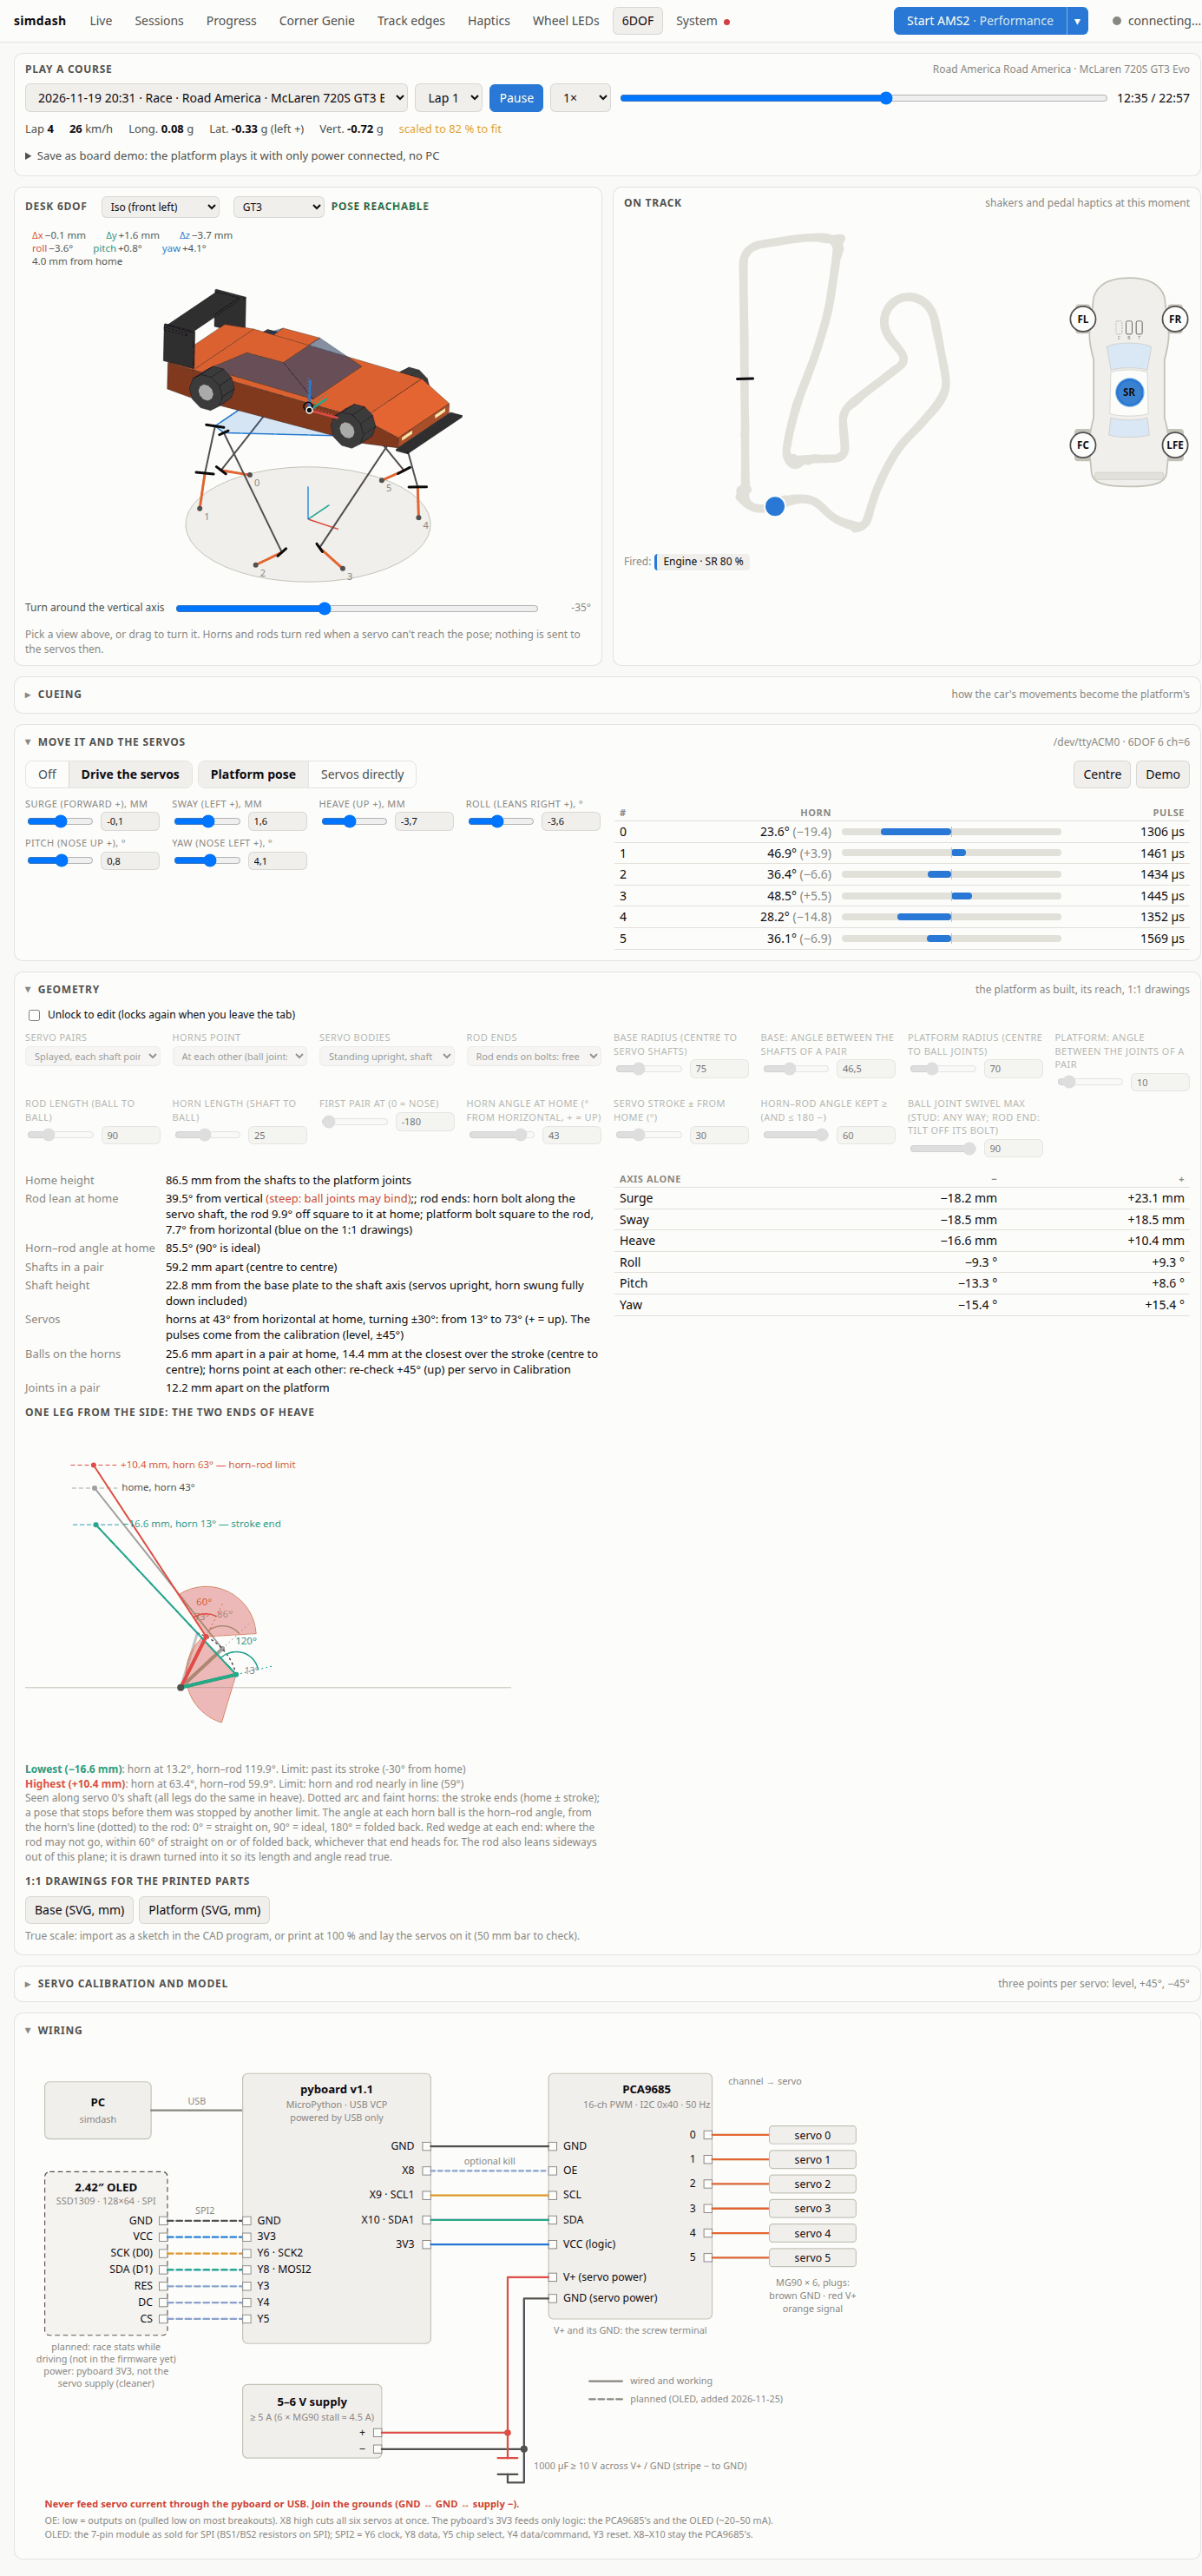 simdash Live Sessions Progress Corner Genie Track edges Haptics Wheel LEDs 6DOF System Start AMS2 · Performance ▾ connecting...
PLAY A COURSE Road America Road America · McLaren 720S GT3 Evo
2026-11-19 20:31 · Race · Road America · McLaren 720S GT3 E Lap 1 Pause 1× 12:35 / 22:57
Lap 4 26 km/h Long. 0.08 g Lat. -0.33 g (left +) Vert. -0.72 g scaled to 82 % to fit
▶ Save as board demo: the platform plays it with only power connected, no PC
DESK 6DOF Iso (front left) GT3 POSE REACHABLE
Δx −0.1 mm Δy +1.6 mm Δz −3.7 mm
roll −3.6° pitch +0.8° yaw +4.1°
4.0 mm from home
0
1
2
3
4
5
Turn around the vertical axis -35°
Pick a view above, or drag to turn it. Horns and rods turn red when a servo can't reach the pose; nothing is sent to
the servos then.
ON TRACK shakers and pedal haptics at this moment
FL FR
C B T
SR
FC LFE
Fired: Engine · SR 80 %
▸ CUEING how the car's movements become the platform's
▾ MOVE IT AND THE SERVOS /dev/ttyACM0 · 6DOF 6 ch=6
Off Drive the servos Platform pose Servos directly Centre Demo
SURGE (FORWARD +), MM SWAY (LEFT +), MM HEAVE (UP +), MM ROLL (LEANS RIGHT +), °
-0,1 1,6 -3,7 -3,6
PITCH (NOSE UP +), ° YAW (NOSE LEFT +), °
0,8 4,1
# HORN PULSE
0 23.6° (−19.4) 1306 µs
1 46.9° (+3.9) 1461 µs
2 36.4° (−6.6) 1434 µs
3 48.5° (+5.5) 1445 µs
4 28.2° (−14.8) 1352 µs
5 36.1° (−6.9) 1569 µs
▾ GEOMETRY the platform as built, its reach, 1:1 drawings
Unlock to edit (locks again when you leave the tab)
SERVO PAIRS HORNS POINT SERVO BODIES ROD ENDS BASE RADIUS (CENTRE TO SERVO SHAFTS) BASE: ANGLE BETWEEN THE SHAFTS OF A PAIR PLATFORM RADIUS (CENTRE TO BALL JOINTS) PLATFORM: ANGLE BETWEEN THE JOINTS OF A PAIR
Splayed, each shaft poin At each other (ball joint: Standing upright, shaft Rod ends on bolts: free 75 46,5 70 10
ROD LENGTH (BALL TO BALL) HORN LENGTH (SHAFT TO BALL) FIRST PAIR AT (0 = NOSE) HORN ANGLE AT HOME (° FROM HORIZONTAL, + = UP) SERVO STROKE ± FROM HOME (°) HORN–ROD ANGLE KEPT ≥ (AND ≤ 180 −) BALL JOINT SWIVEL MAX (STUD: ANY WAY; ROD END: TILT OFF ITS BOLT)
90 25 -180 43 30 60 90
Home height 86.5 mm from the shafts to the platform joints
Rod lean at home 39.5° from vertical (steep: ball joints may bind);; rod ends: horn bolt along the
servo shaft, the rod 9.9° off square to it at home; platform bolt square to the rod,
7.7° from horizontal (blue on the 1:1 drawings)
Horn–rod angle at home 85.5° (90° is ideal)
Shafts in a pair 59.2 mm apart (centre to centre)
Shaft height 22.8 mm from the base plate to the shaft axis (servos upright, horn swung fully
down included)
Servos horns at 43° from horizontal at home, turning ±30°: from 13° to 73° (+ = up). The
pulses come from the calibration (level, ±45°)
Balls on the horns 25.6 mm apart in a pair at home, 14.4 mm at the closest over the stroke (centre to
centre); horns point at each other: re-check +45° (up) per servo in Calibration
Joints in a pair 12.2 mm apart on the platform
AXIS ALONE − +
Surge −18.2 mm +23.1 mm
Sway −18.5 mm +18.5 mm
Heave −16.6 mm +10.4 mm
Roll −9.3 ° +9.3 °
Pitch −13.3 ° +8.6 °
Yaw −15.4 ° +15.4 °
ONE LEG FROM THE SIDE: THE TWO ENDS OF HEAVE
+10.4 mm, horn 63° — horn–rod limit
home, horn 43°
−16.6 mm, horn 13° — stroke end
60°
86°
120°
13°
Lowest (−16.6 mm): horn at 13.2°, horn–rod 119.9°. Limit: past its stroke (-30° from home)
Highest (+10.4 mm): horn at 63.4°, horn–rod 59.9°. Limit: horn and rod nearly in line (59°)
Seen along servo 0's shaft (all legs do the same in heave). Dotted arc and faint horns: the stroke ends (home ± stroke);
a pose that stops before them was stopped by another limit. The angle at each horn ball is the horn–rod angle, from
the horn's line (dotted) to the rod: 0° = straight on, 90° = ideal, 180° = folded back. Red wedge at each end: where the
rod may not go, within 60° of straight on or of folded back, whichever that end heads for. The rod also leans sideways
out of this plane; it is drawn turned into it so its length and angle read true.
1:1 DRAWINGS FOR THE PRINTED PARTS
Base (SVG, mm) Platform (SVG, mm)
True scale: import as a sketch in the CAD program, or print at 100 % and lay the servos on it (50 mm bar to check).
▸ SERVO CALIBRATION AND MODEL three points per servo: level, +45°, −45°
▾ WIRING
PC
simdash
USB
pyboard v1.1
MicroPython · USB VCP
powered by USB only
GND
X8
X9 · SCL1
X10 · SDA1
3V3
optional kill
PCA9685
16-ch PWM · I2C 0x40 · 50 Hz
GND
OE
SCL
SDA
VCC (logic)
V+ (servo power)
GND (servo power)
V+ and its GND: the screw terminal
channel → servo
0 servo 0
1 servo 1
2 servo 2
3 servo 3
4 servo 4
5 servo 5
MG90 × 6, plugs:
brown GND · red V+
orange signal
2.42″ OLED
SSD1309 · 128×64 · SPI
SPI2
GND GND
VCC 3V3
SCK (D0) Y6 · SCK2
SDA (D1) Y8 · MOSI2
RES Y3
DC Y4
CS Y5
planned: race stats while
driving (not in the firmware yet)
power: pyboard 3V3, not the
servo supply (cleaner)
5–6 V supply
≥ 5 A (6 × MG90 stall ≈ 4.5 A)
+
−
wired and working
planned (OLED, added 2026-11-25)
1000 µF ≥ 10 V across V+ / GND (stripe − to GND)
Never feed servo current through the pyboard or USB. Join the grounds (GND ↔ GND ↔ supply −).
OE: low = outputs on (pulled low on most breakouts). X8 high cuts all six servos at once. The pyboard's 3V3 feeds only logic: the PCA9685's and the OLED (~20–50 mA).
OLED: the 7-pin module as sold for SPI (BS1/BS2 resistors on SPI); SPI2 = Y6 clock, Y8 data, Y5 chip select, Y4 data/command, Y3 reset. X8–X10 stay the PCA9685's.